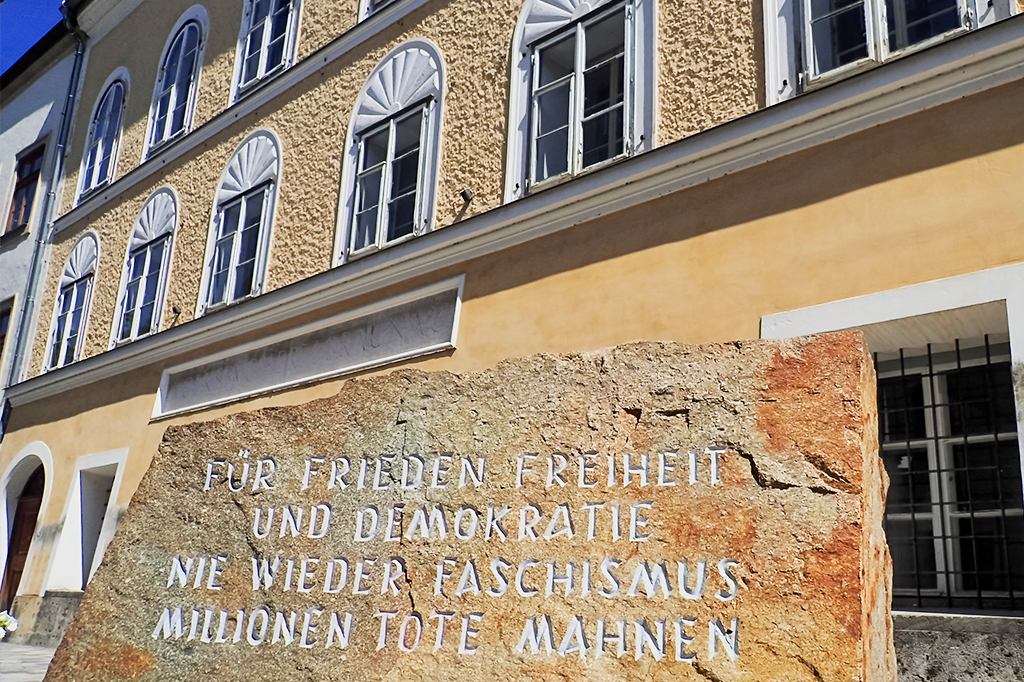 FÜR FRIEDEN FREIHEIT
UND DEMOKRATIE
NIE WIEDER FASCHISMUS
MILLIONEN TOTE MAHNEN